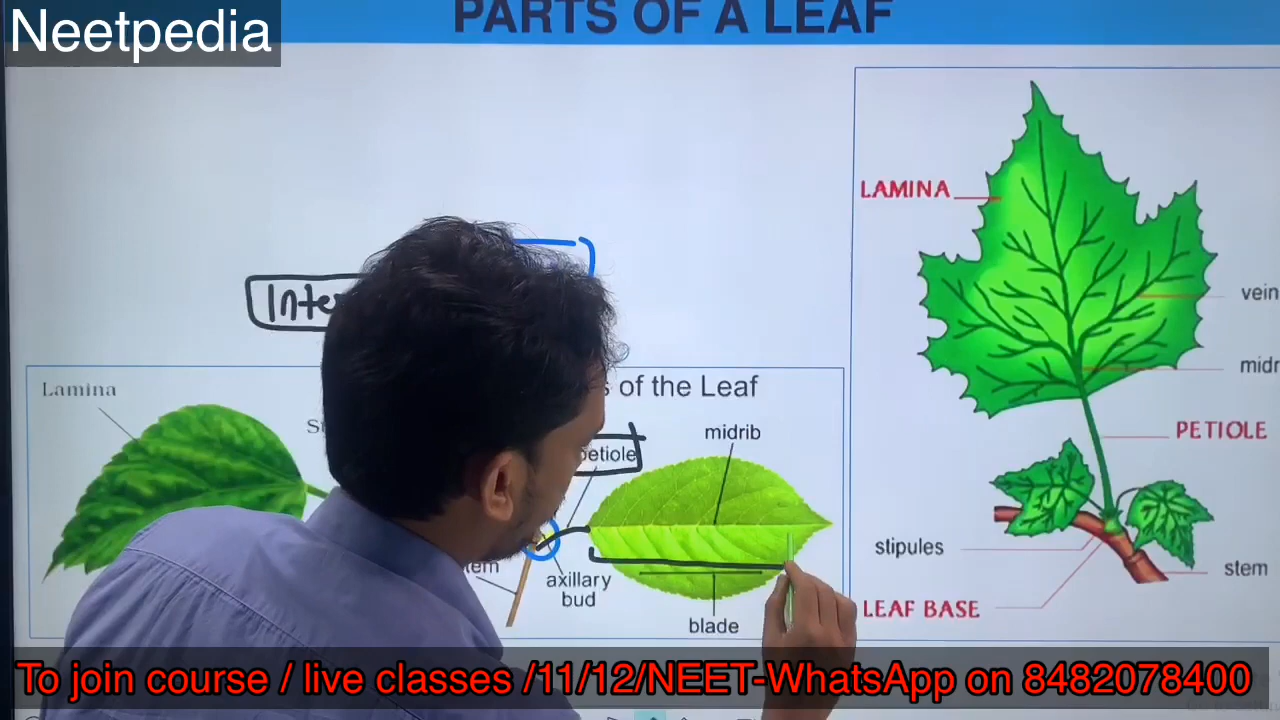 PARTS OF A LEAF
Neetpedia
LAMINA
vein
midr
PETIOLE
stipules
stem
LEAF BASE
Inte
Lamina
of the Leaf
midrib
petiole
axillary
bud
blade
To join course / live classes /11/12/NEET-WhatsApp on 8482078400